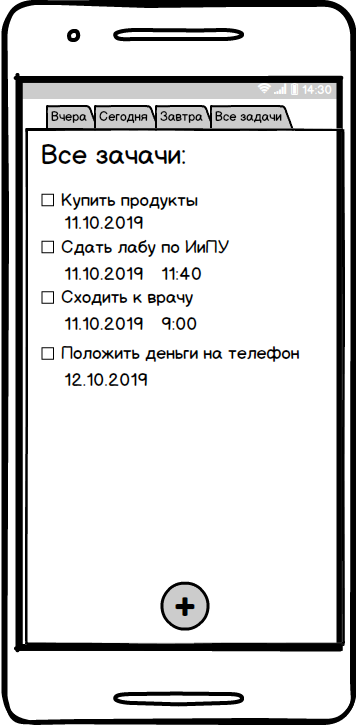 14:30
Вчера Сегодня Завтра Все задачи
Все зачачи:
Купить продукты
11.10.2019
Сдать лабу по ИиПУ
11.10.2019 11:40
Сходить к врачу
11.10.2019 9:00
Положить деньги на телефон
12.10.2019
+